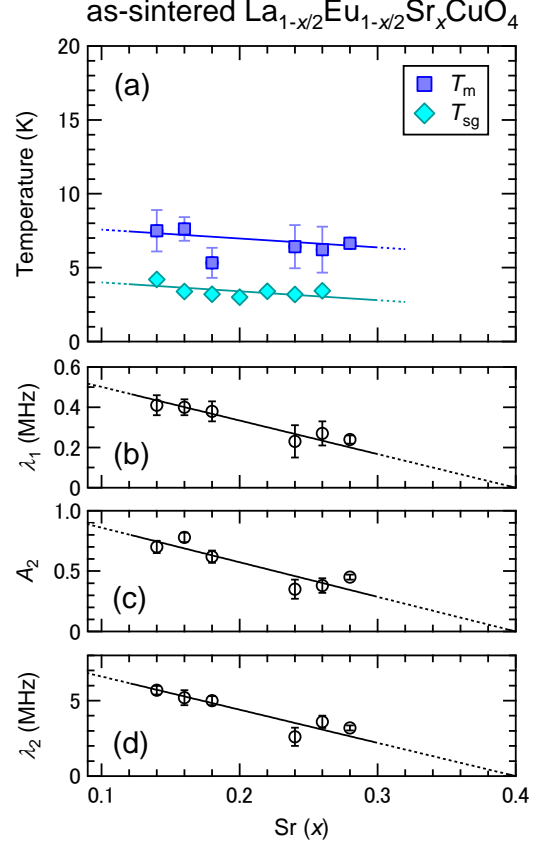 as-sintered La1-x/2Eu1-x/2SrxCuO4
20
(a)
Tm
Tsg
15
10
5
0
Temperature (K)
0.6
0.4
0.2
0
λ1 (MHz)
(b)
1.0
0.5
0
A2
(c)
5
0
λ2 (MHz)
(d)
0.1 0.2 0.3 0.4
Sr (x)